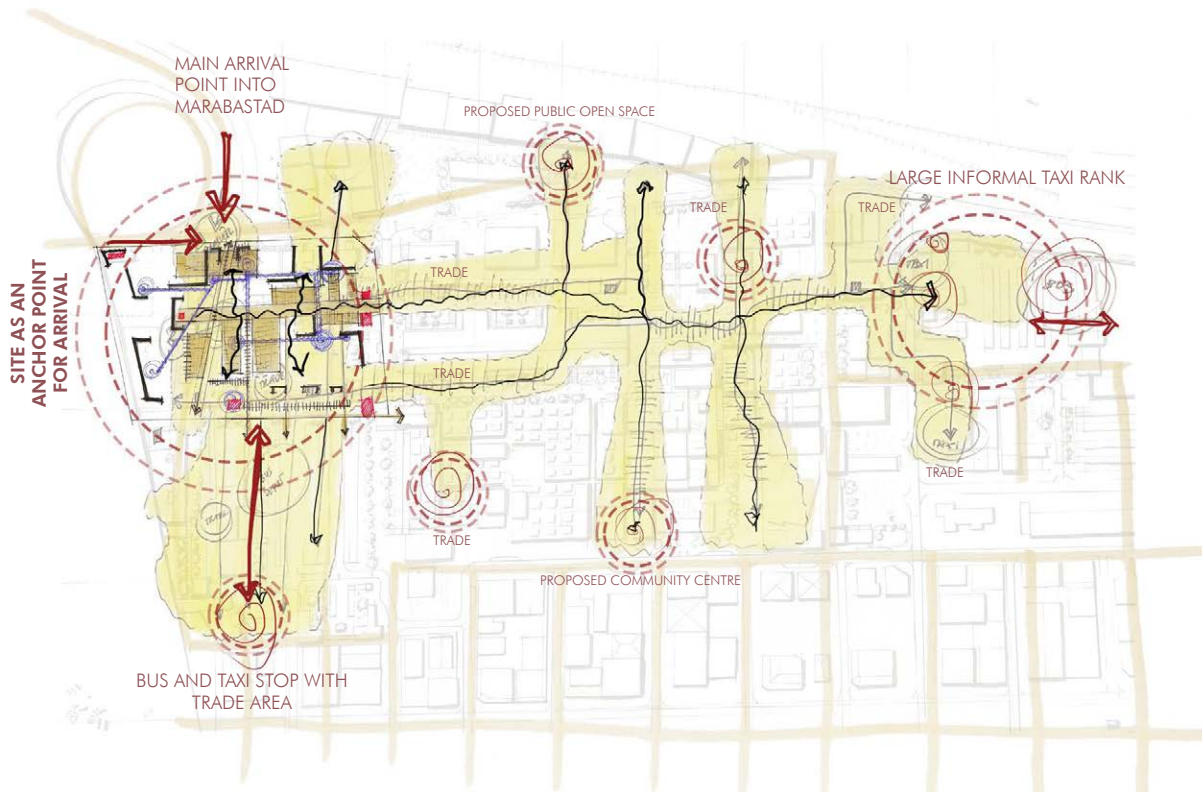 MAIN ARRIVAL
POINT INTO
MARABASTAD
PROPOSED PUBLIC OPEN SPACE
TRADE
TRADE
LARGE INFORMAL TAXI RANK
SITE AS AN
ANCHOR POINT
FOR ARRIVAL
TRADE
TRADE
TAXI
TRADE
TRADE
PROPOSED COMMUNITY CENTRE
BUS AND TAXI STOP WITH
TRADE AREA